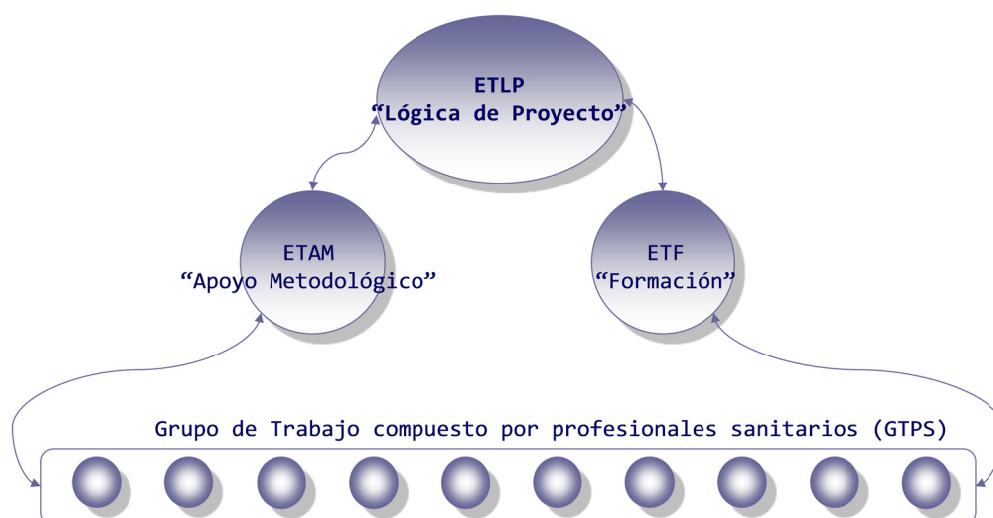 ETLP
“Lógica de Proyecto”
ETAM
“Apoyo Metodológico”
ETF
“Formación”
Grupo de Trabajo compuesto por profesionales sanitarios (GTPS)